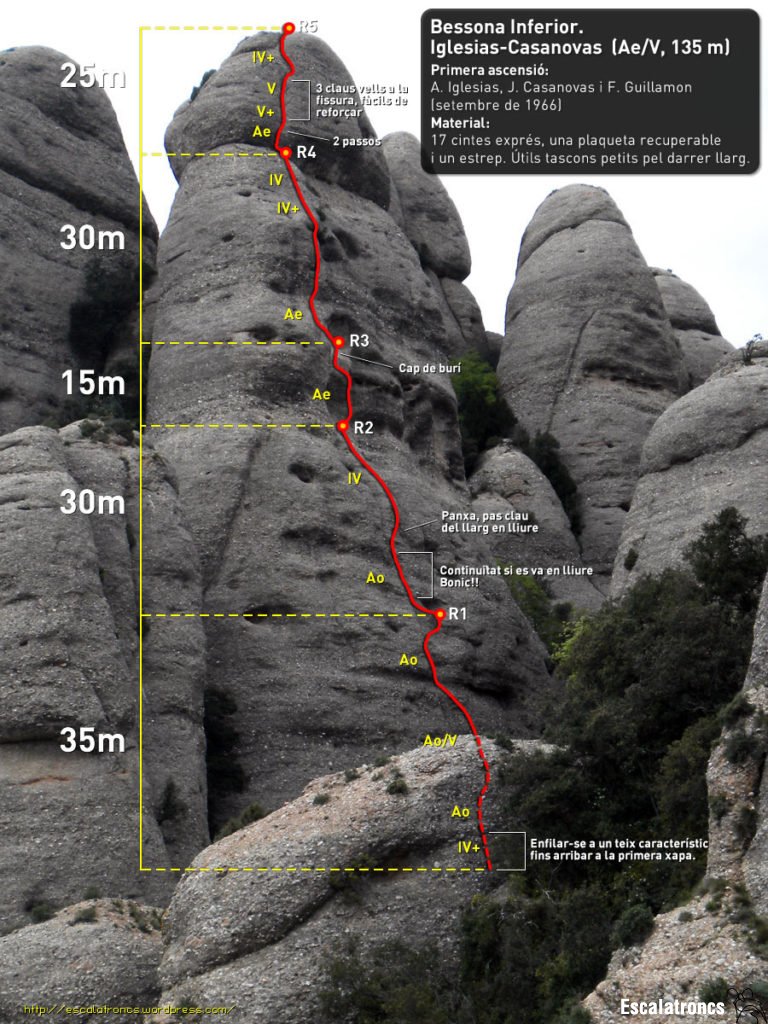 Bessona Inferior.
Iglesias-Casanovas (Ae/V, 135 m)
Primera ascensió:
A. Iglesias, J. Casanovas i F. Guillamon
(setembre de 1966)
Material:
17 cintes exprés, una plaqueta recuperable
i un estrep. Útils tascons petits pel darrer llarg.
R5
IV+
25m
V
3 claus vells a la
fissura, fàcils de
reforçar
V+
Ae
2 passos
R4
IV
IV+
30m
Ae
R3
Cap de burí
15m
Ae
R2
IV
30m
Panxa, pas clau
del llarg en lliure
Ao
Continuïtat si es va en lliure
Bonic!!
R1
Ao
35m
Ao/V
Ao
IV+
Enfilar-se a un teix característic
fins arribar a la primera xapa.
http://escalatroncs.wordpress.com/
Escalatroncs